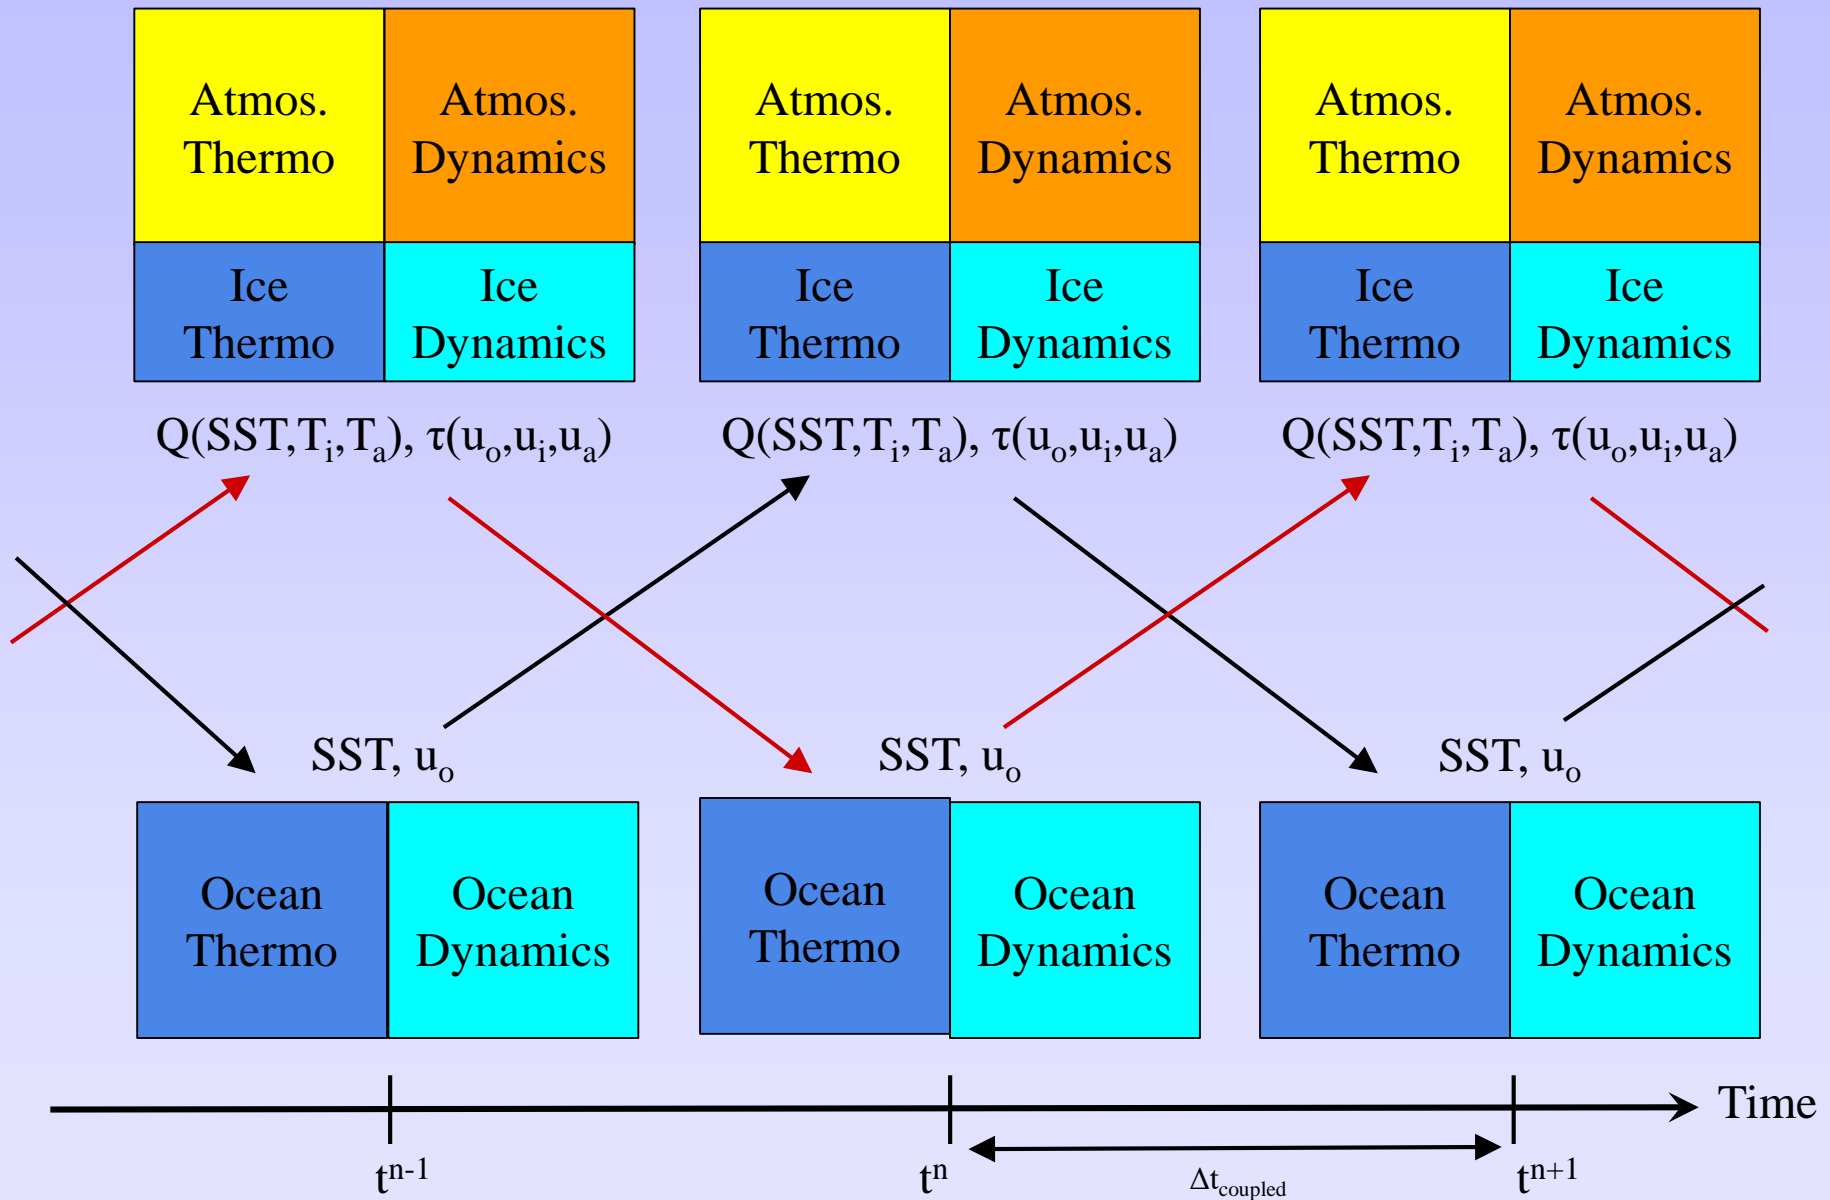 Atmos.
Thermo
Atmos.
Dynamics
Atmos.
Thermo
Atmos.
Dynamics
Atmos.
Thermo
Atmos.
Dynamics
Ice
Thermo
Ice
Dynamics
Ice
Thermo
Ice
Dynamics
Ice
Thermo
Ice
Dynamics
Q(SST,Tᵢ,Tₐ), τ(uₒ,uᵢ,uₐ)
Q(SST,Tᵢ,Tₐ), τ(uₒ,uᵢ,uₐ)
Q(SST,Tᵢ,Tₐ), τ(uₒ,uᵢ,uₐ)
SST, uₒ
SST, uₒ
SST, uₒ
Ocean
Thermo
Ocean
Dynamics
Ocean
Thermo
Ocean
Dynamics
Ocean
Thermo
Ocean
Dynamics
Time
tⁿ⁻¹
tⁿ
Δt_coupled
tⁿ⁺¹